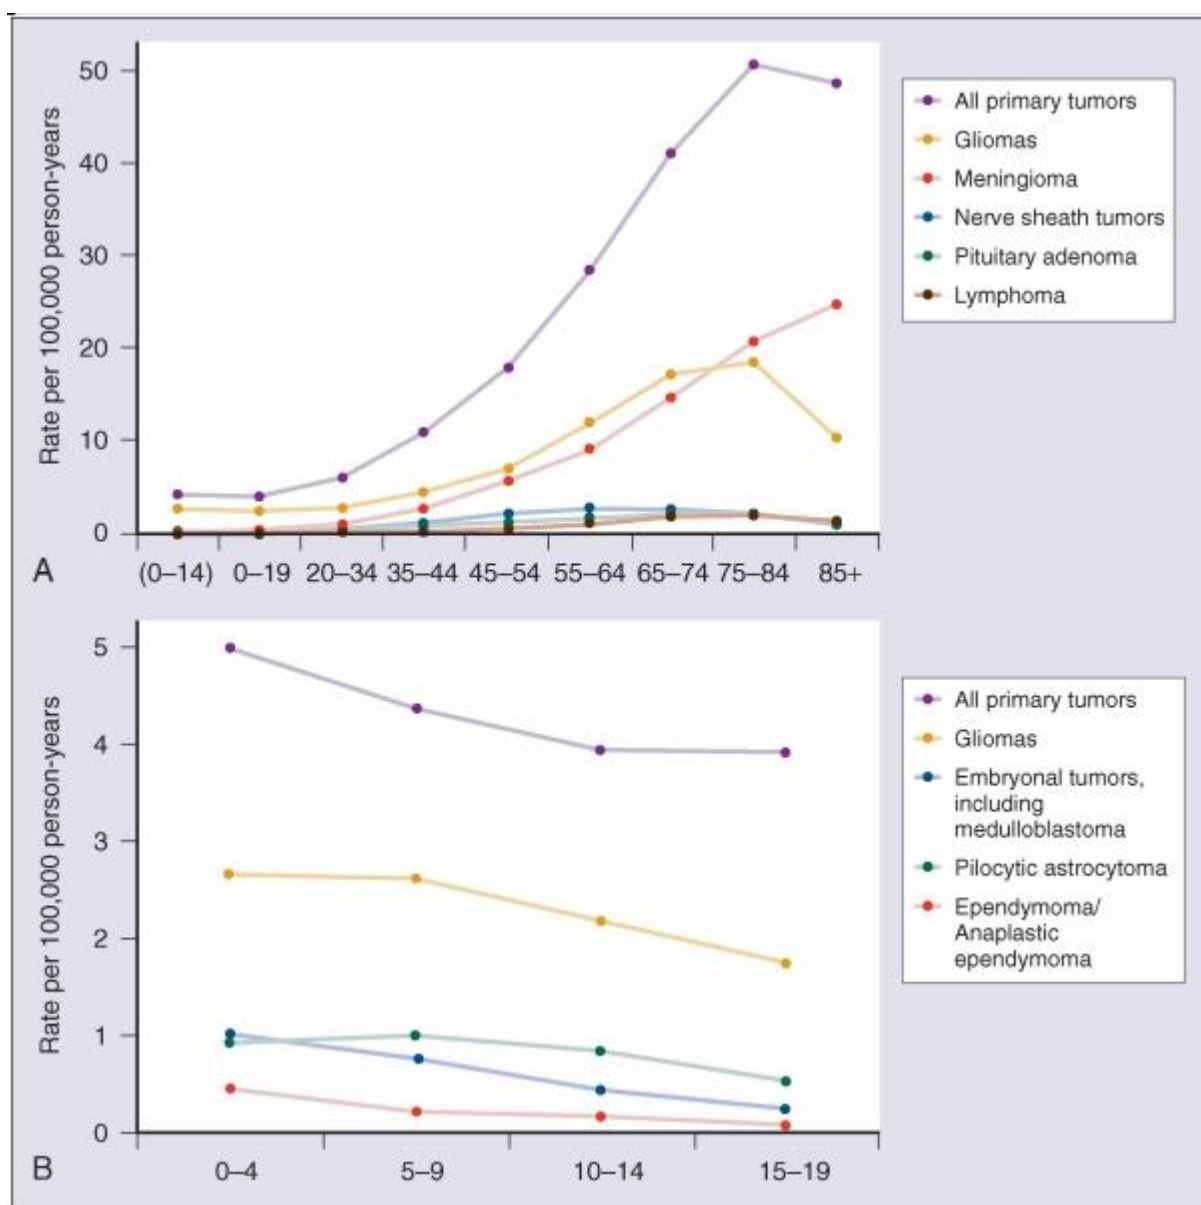 50
40
30
20
10
0
Rate per 100,000 person-years
A
(0–14) 0–19 20–34 35–44 45–54 55–64 65–74 75–84 85+
All primary tumors
Gliomas
Meningioma
Nerve sheath tumors
Pituitary adenoma
Lymphoma
5
4
3
2
1
0
Rate per 100,000 person-years
B
0–4 5–9 10–14 15–19
All primary tumors
Gliomas
Embryonal tumors,
including
medulloblastoma
Pilocytic astrocytoma
Ependymoma/
Anaplastic
ependymoma